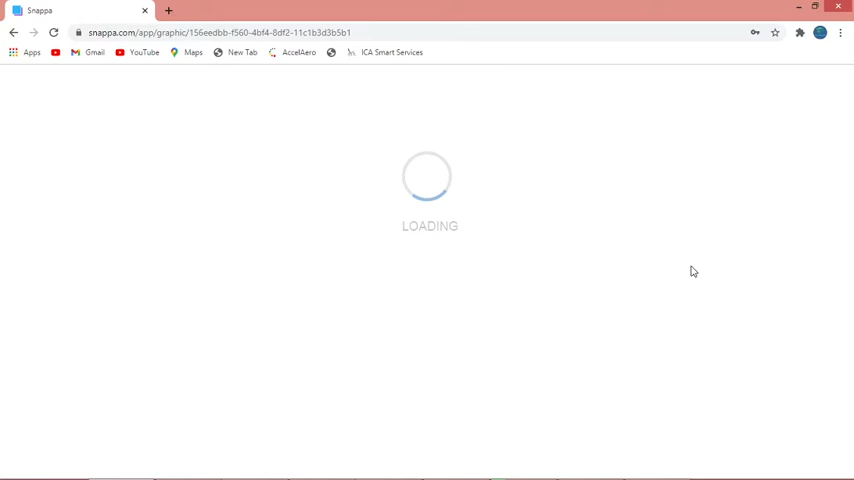 Snappa
snappa.com/app/graphic/156eedbb-f560-4bf4-8df2-11c1b3d3b5b1
Apps Gmail YouTube Maps New Tab AccelAero ICA Smart Services
LOADING